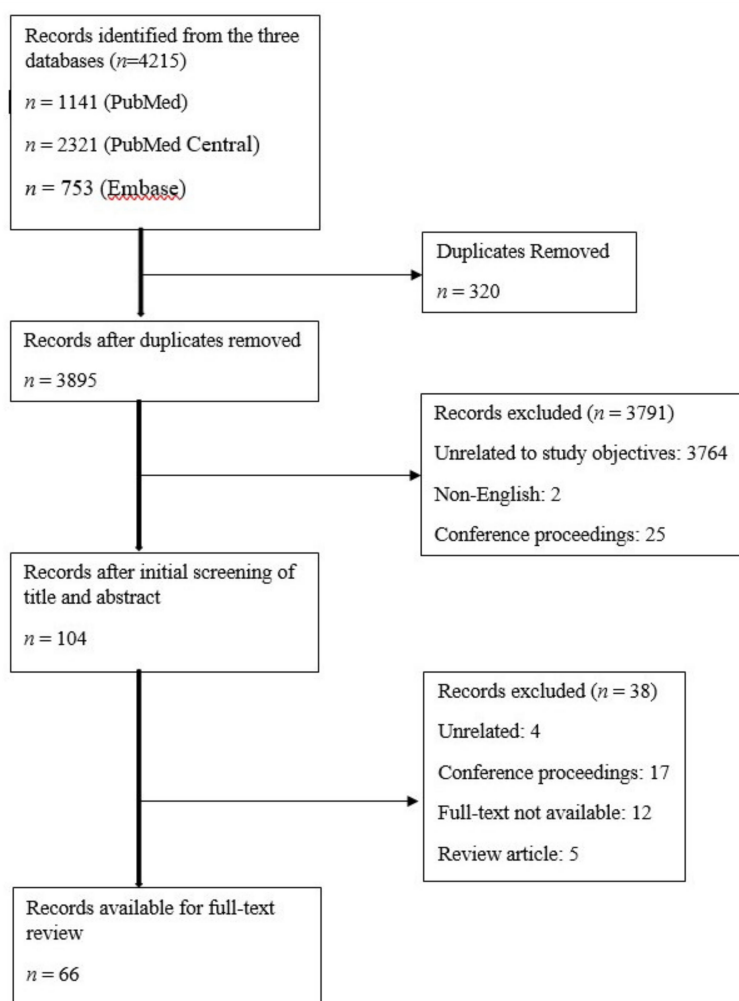 Records identified from the three
databases (n=4215)
n = 1141 (PubMed)
n = 2321 (PubMed Central)
n = 753 (Embase)
Duplicates Removed
n = 320
Records after duplicates removed
n = 3895
Records excluded (n = 3791)
Unrelated to study objectives: 3764
Non-English: 2
Conference proceedings: 25
Records after initial screening of
title and abstract
n = 104
Records excluded (n = 38)
Unrelated: 4
Conference proceedings: 17
Full-text not available: 12
Review article: 5
Records available for full-text
review
n = 66